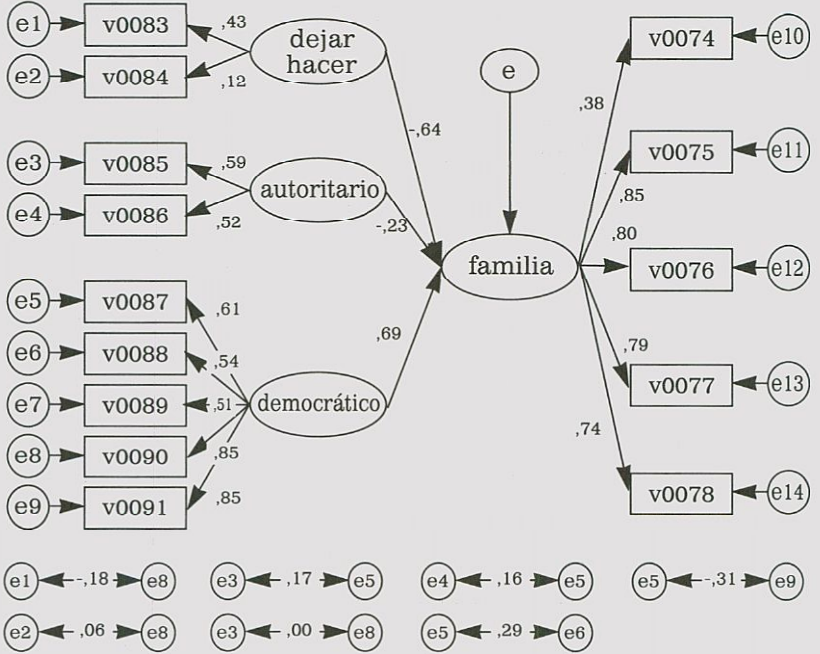 e1 v0083 ,43
dejar
hacer
e2 v0084 ,12
e3 v0085 ,59
autoritario
e4 v0086 ,52
e5 v0087 ,61
e6 v0088 ,54
e7 v0089 ,51
democrático
e8 v0090 ,85
e9 v0091 ,85
-,64
-,23
,69
e
familia
,38 v0074 e10
,85 v0075 e11
,80 v0076 e12
,79 v0077 e13
,74 v0078 e14
e1 -,18 e8 e3 ,17 e5 e4 ,16 e5 e5 -,31 e9
e2 ,06 e8 e3 ,00 e8 e5 ,29 e6